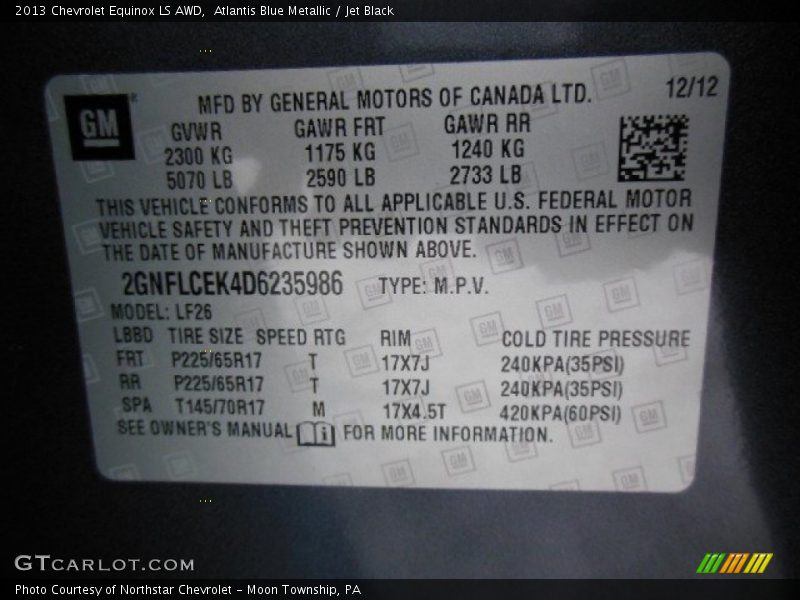 2013 Chevrolet Equinox LS AWD,  Atlantis Blue Metallic / Jet Black
GM
MFD BY GENERAL MOTORS OF CANADA LTD.
12/12
GVWR GAWR FRT GAWR RR
2300 KG 1175 KG 1240 KG
5070 LB 2590 LB 2733 LB
THIS VEHICLE CONFORMS TO ALL APPLICABLE U.S. FEDERAL MOTOR
VEHICLE SAFETY AND THEFT PREVENTION STANDARDS IN EFFECT ON
THE DATE OF MANUFACTURE SHOWN ABOVE.
2GNFLCEK4D6235986 TYPE: M.P.V.
MODEL: LF26
LBBD TIRE SIZE SPEED RTG RIM COLD TIRE PRESSURE
FRT P225/65R17 T 17X7J 240KPA(35PSI)
RR P225/65R17 T 17X7J 240KPA(35PSI)
SPA T145/70R17 M 17X4.5T 420KPA(60PSI)
SEE OWNER'S MANUAL i FOR MORE INFORMATION.
GTCARLOT.COM
Photo Courtesy of Northstar Chevrolet - Moon Township, PA